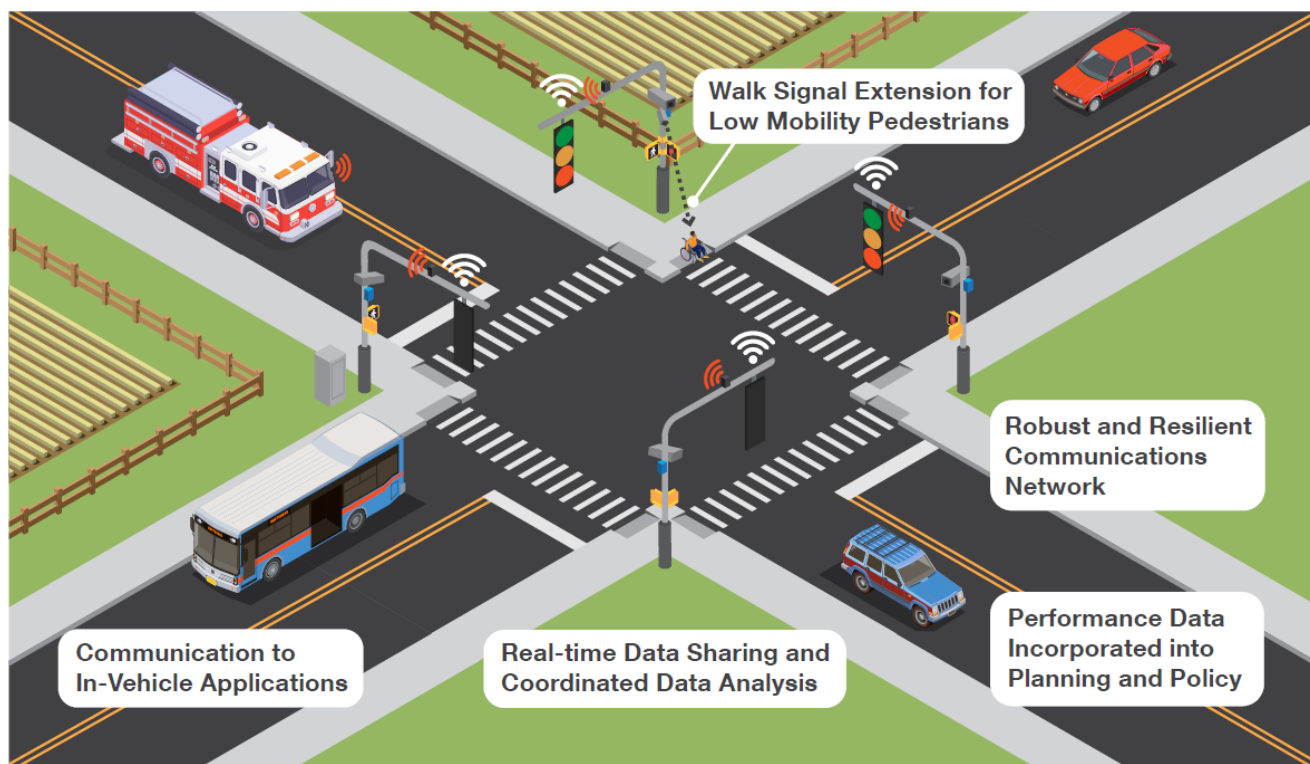 Walk Signal Extension for
Low Mobility Pedestrians
Robust and Resilient
Communications
Network
Communication to
In-Vehicle Applications
Real-time Data Sharing and
Coordinated Data Analysis
Performance Data
Incorporated into
Planning and Policy